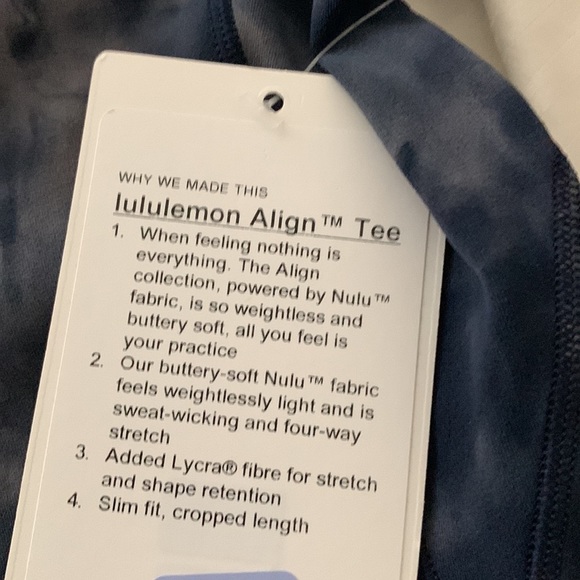 WHY WE MADE THIS
lululemon Align™ Tee
1. When feeling nothing is
everything. The Align
collection, powered by Nulu™
fabric, is so weightless and
buttery soft, all you feel is
your practice
2. Our buttery-soft Nulu™ fabric
feels weightlessly light and is
sweat-wicking and four-way
stretch
3. Added Lycra® fibre for stretch
and shape retention
4. Slim fit, cropped length